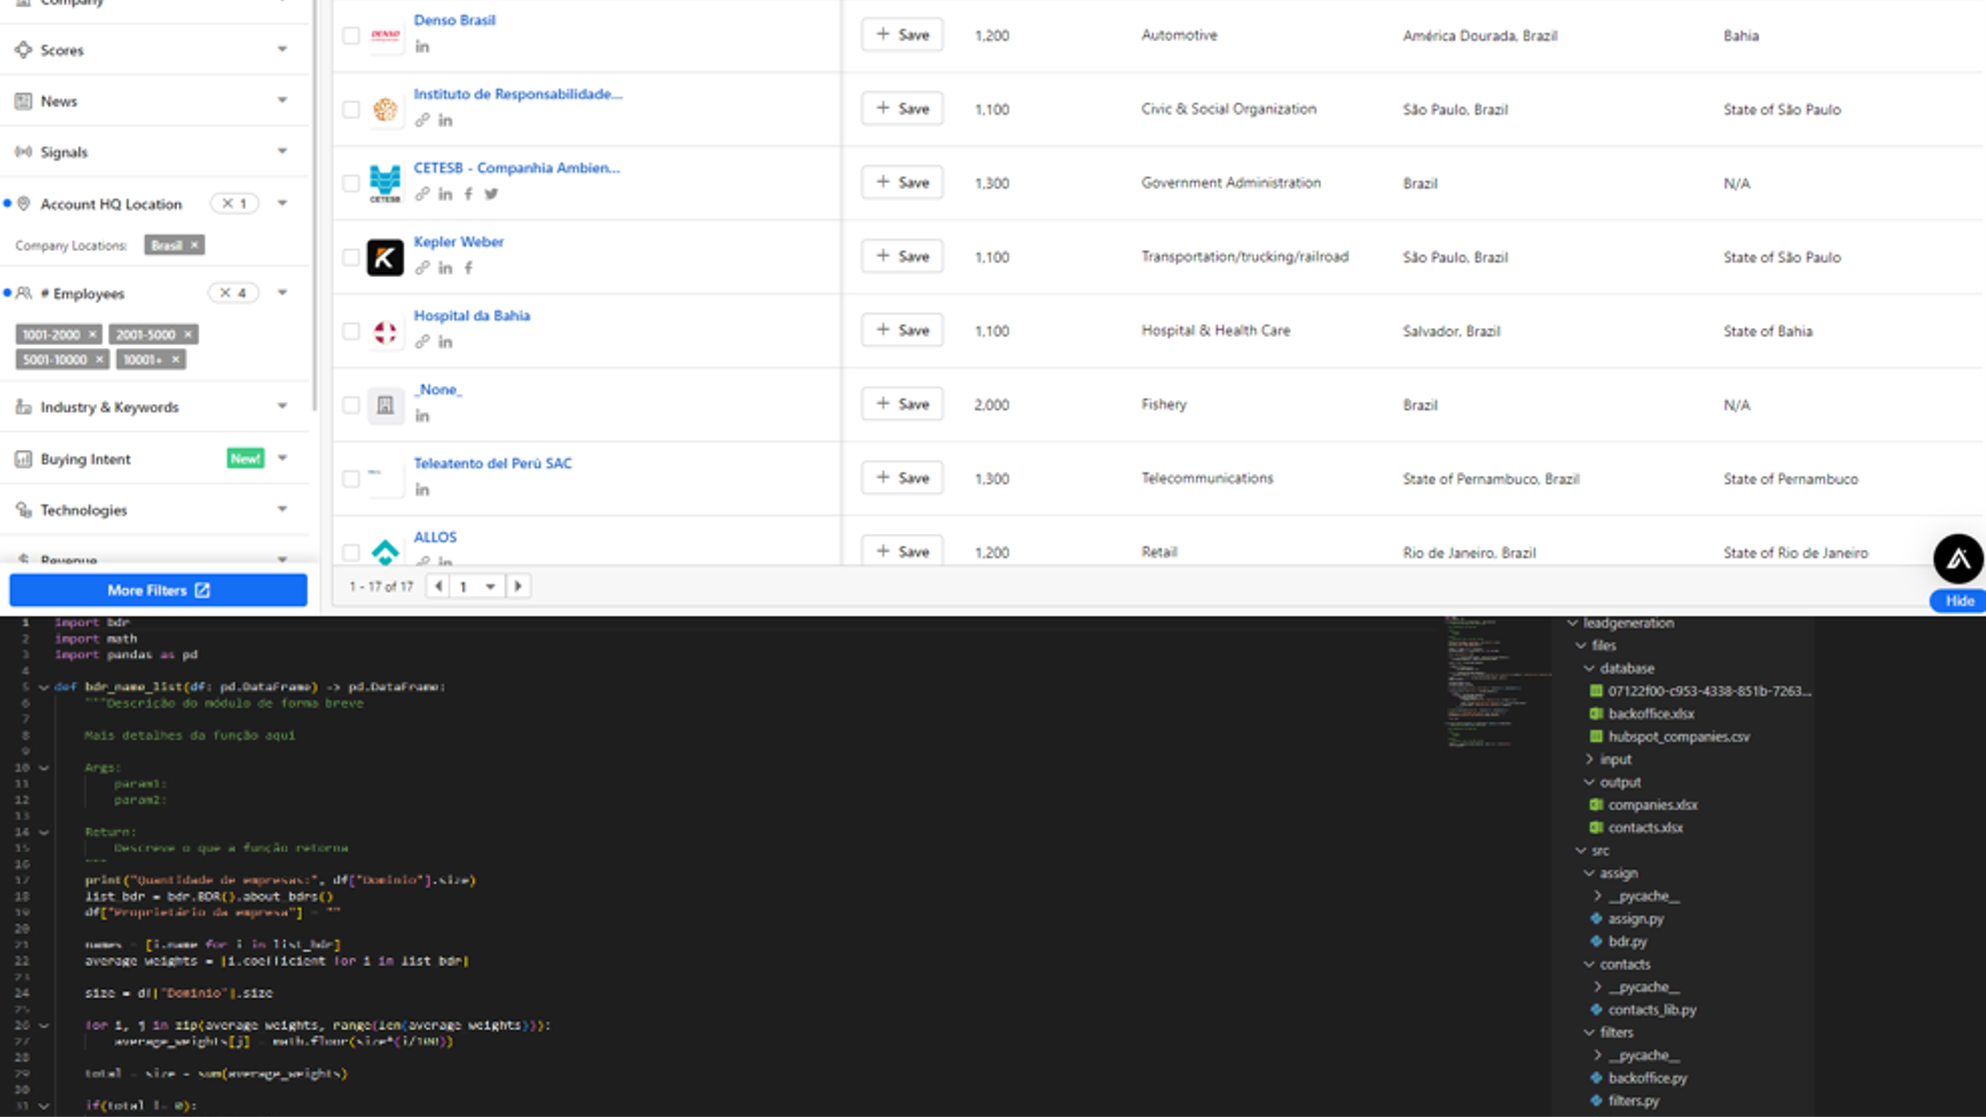 Company
Scores
News
Signals
Account HQ Location × 1
Company Locations: Brasil ×
# Employees × 4
1001-2000 × 2001-5000 ×
5001-10000 × 10001+ ×
Industry & Keywords
Buying Intent New!
Technologies
Revenue
More Filters
Denso Brasil + Save 1,200 Automotive América Dourada, Brazil Bahia
Instituto de Responsabilidade... + Save 1,100 Civic & Social Organization São Paulo, Brazil State of São Paulo
CETESB - Companhia Ambien... + Save 1,300 Government Administration Brazil N/A
Kepler Weber + Save 1,100 Transportation/trucking/railroad São Paulo, Brazil State of São Paulo
Hospital da Bahia + Save 1,100 Hospital & Health Care Salvador, Brazil State of Bahia
_None_ + Save 2,000 Fishery Brazil N/A
Teleatento del Perù SAC + Save 1,300 Telecommunications State of Pernambuco, Brazil State of Pernambuco
ALLOS + Save 1,200 Retail Rio de Janeiro, Brazil State of Rio de Janeiro
1 - 17 of 17 1
Hide
1 import bdr
2 import math
3 import pandas as pd
4
5 def bdr_name_list(df: pd.DataFrame) -> pd.DataFrame:
6 """Descrição do módulo de forma breve
7
8 Mais detalhes da função aqui
9
10 Args:
11 param1:
12 param2:
13
14 Return:
15 Descreve o que a função retorna
16 """
17 print("Quantidade de empresas:", df["Domínio"].size)
18 list_bdr = bdr.BDR().about_bdrs()
19 df["Proprietário da empresa"] = ""
20
21 names = [i.name for i in list_bdr]
22 average_weights = [i.coefficient for i in list_bdr]
23
24 size = df["Domínio"].size
25
26 for i, j in zip(average_weights, range(len(average_weights))):
27 average_weights[j] = math.floor(size*(i/100))
28
29 total = size - sum(average_weights)
30
31 if(total != 0):
leadgeneration
files
database
07122f00-c953-4338-851b-7263...
backoffice.xlsx
hubspot_companies.csv
input
output
companies.xlsx
contacts.xlsx
src
assign
__pycache__
assign.py
bdr.py
contacts
__pycache__
contacts_lib.py
filters
__pycache__
backoffice.py
filters.py